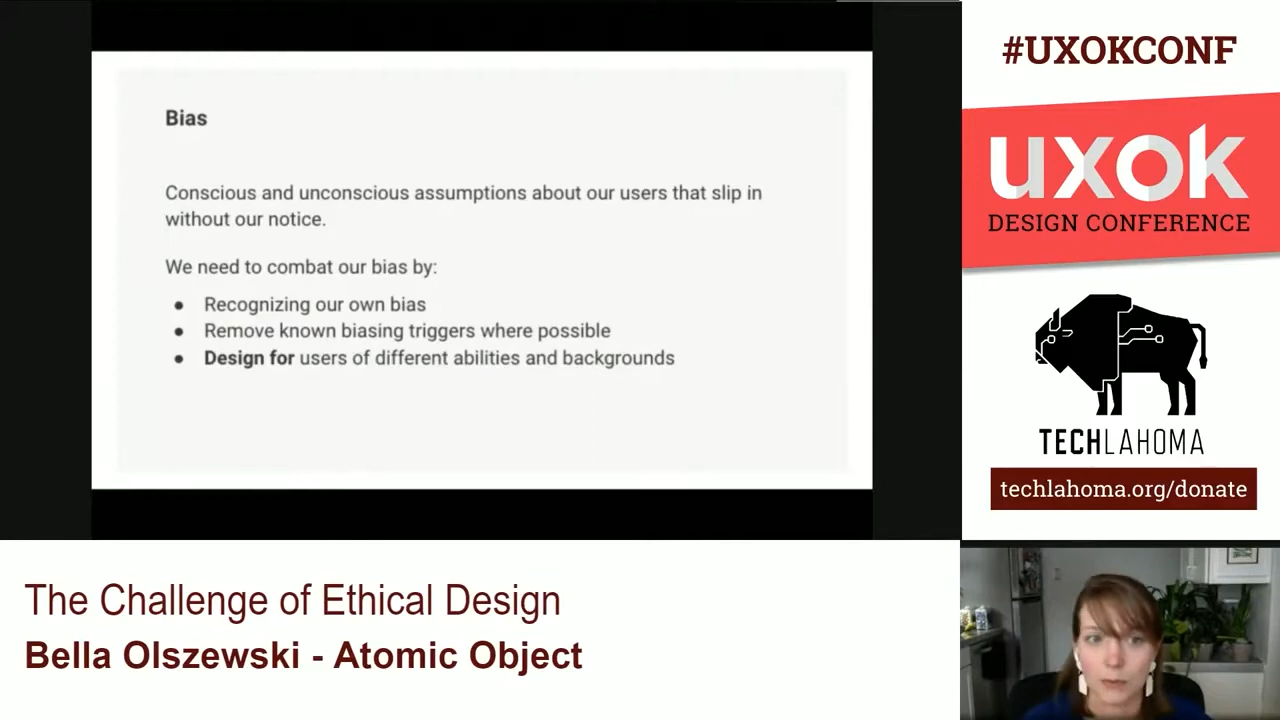 Bias
Conscious and unconscious assumptions about our users that slip in
without our notice.
We need to combat our bias by:
● Recognizing our own bias
● Remove known biasing triggers where possible
● Design for users of different abilities and backgrounds
#UXOKCONF
uxok
DESIGN CONFERENCE
TECHLAHOMA
techlahoma.org/donate
The Challenge of Ethical Design
Bella Olszewski - Atomic Object